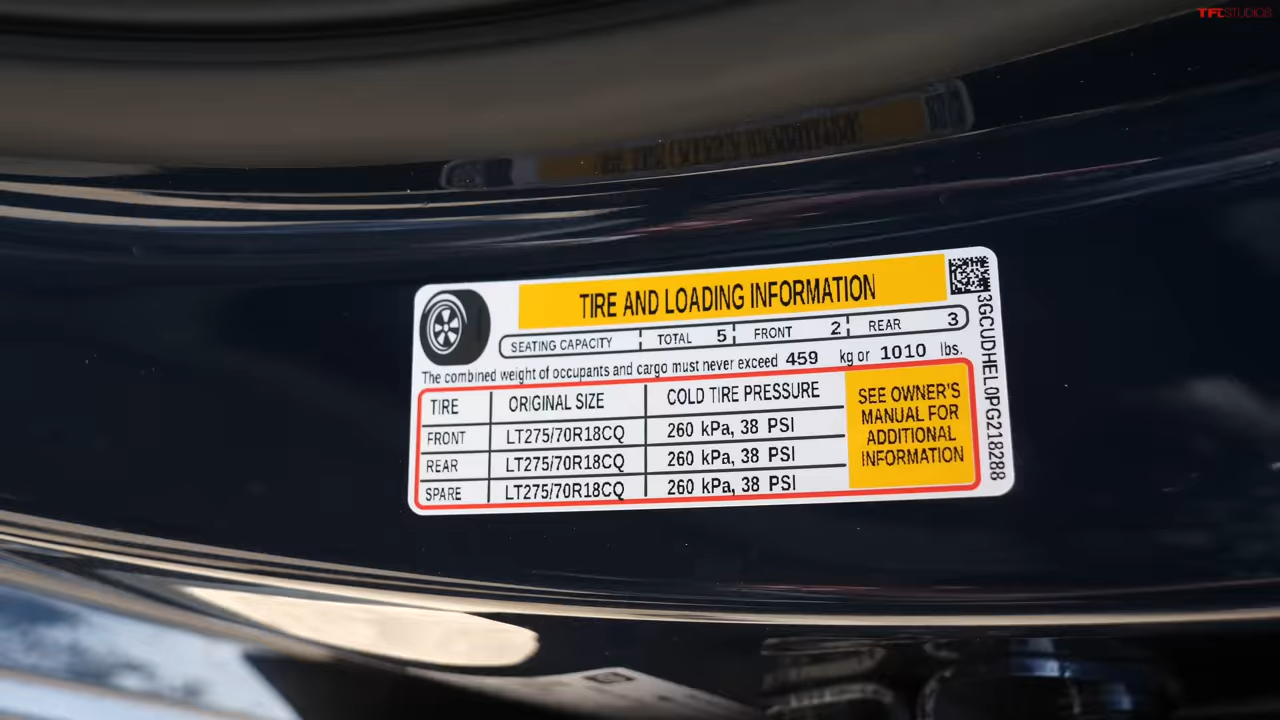 TFLSTUDIOS
TIRE AND LOADING INFORMATION
SEATING CAPACITY TOTAL 5 FRONT 2 REAR 3
The combined weight of occupants and cargo must never exceed 459 kg or 1010 lbs.
TIRE ORIGINAL SIZE COLD TIRE PRESSURE
FRONT LT275/70R18CQ 260 kPa, 38 PSI
REAR LT275/70R18CQ 260 kPa, 38 PSI
SPARE LT275/70R18CQ 260 kPa, 38 PSI
SEE OWNER'S
MANUAL FOR
ADDITIONAL
INFORMATION
3GCUDHEL0PG218288